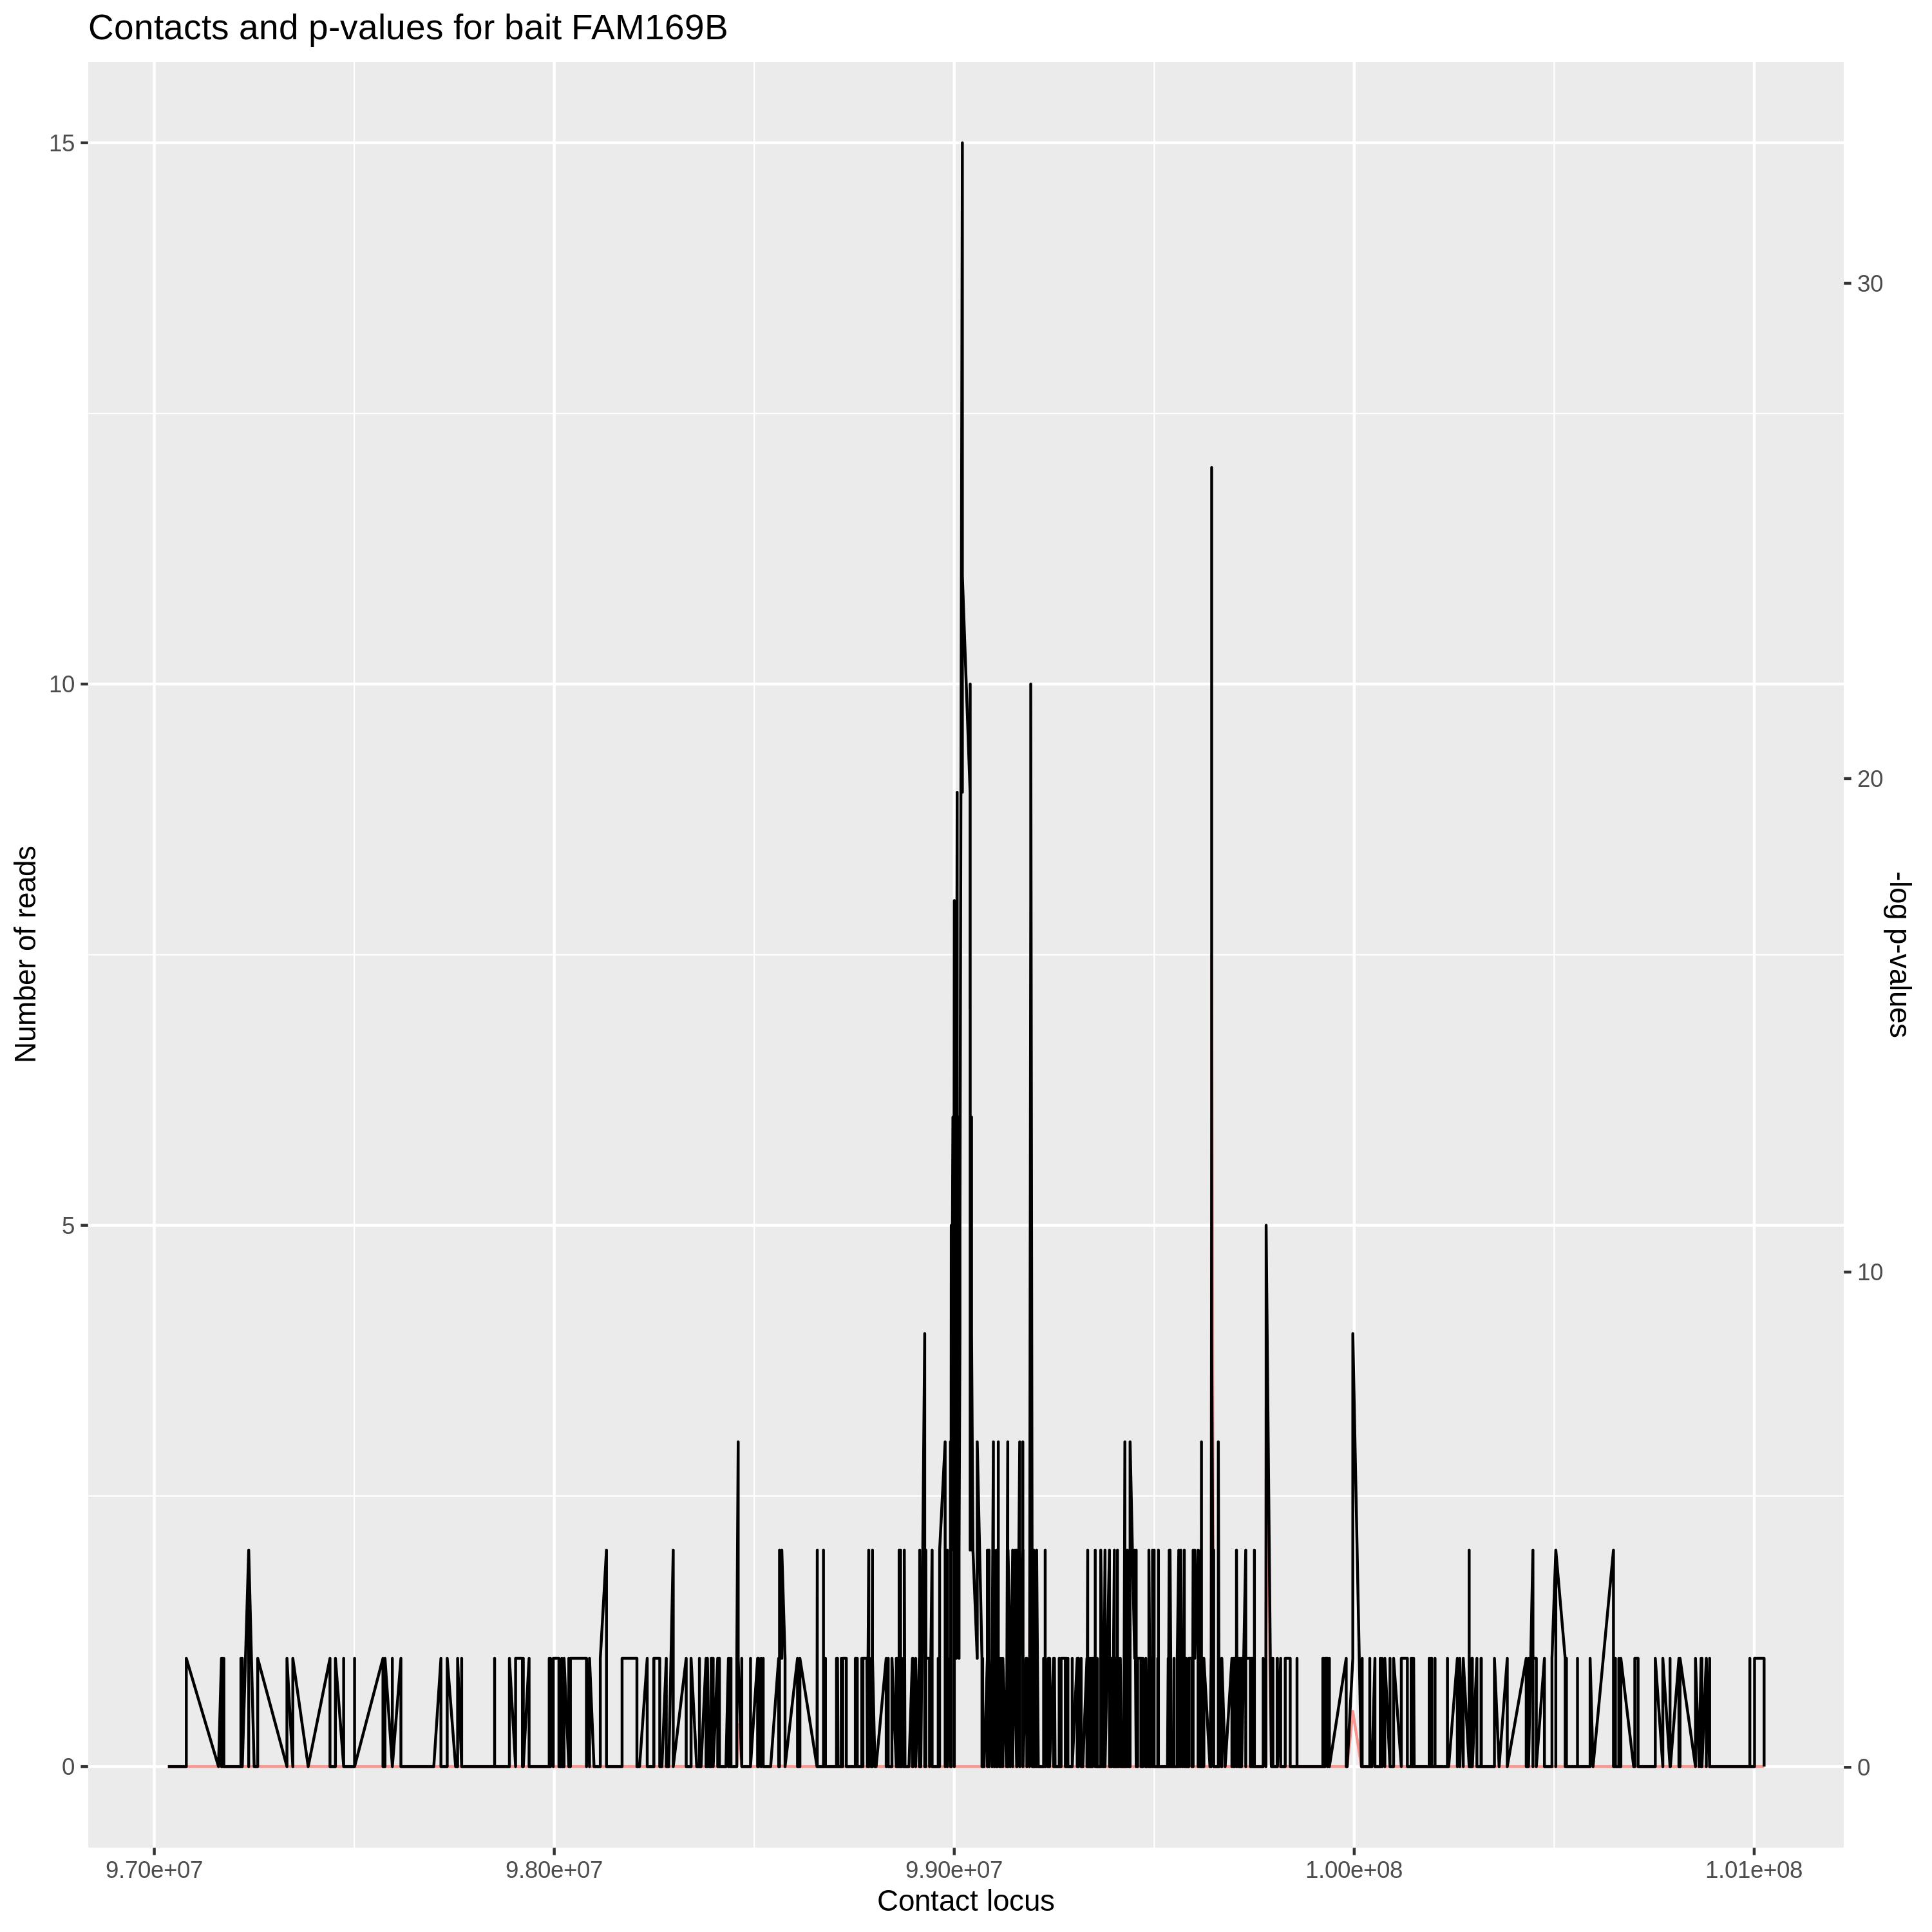 Contacts and p-values for bait FAM169B
15
10
5
0
30
20
10
0
Number of reads
-log p-values
9.70e+07 9.80e+07 9.90e+07 1.00e+08 1.01e+08
Contact locus